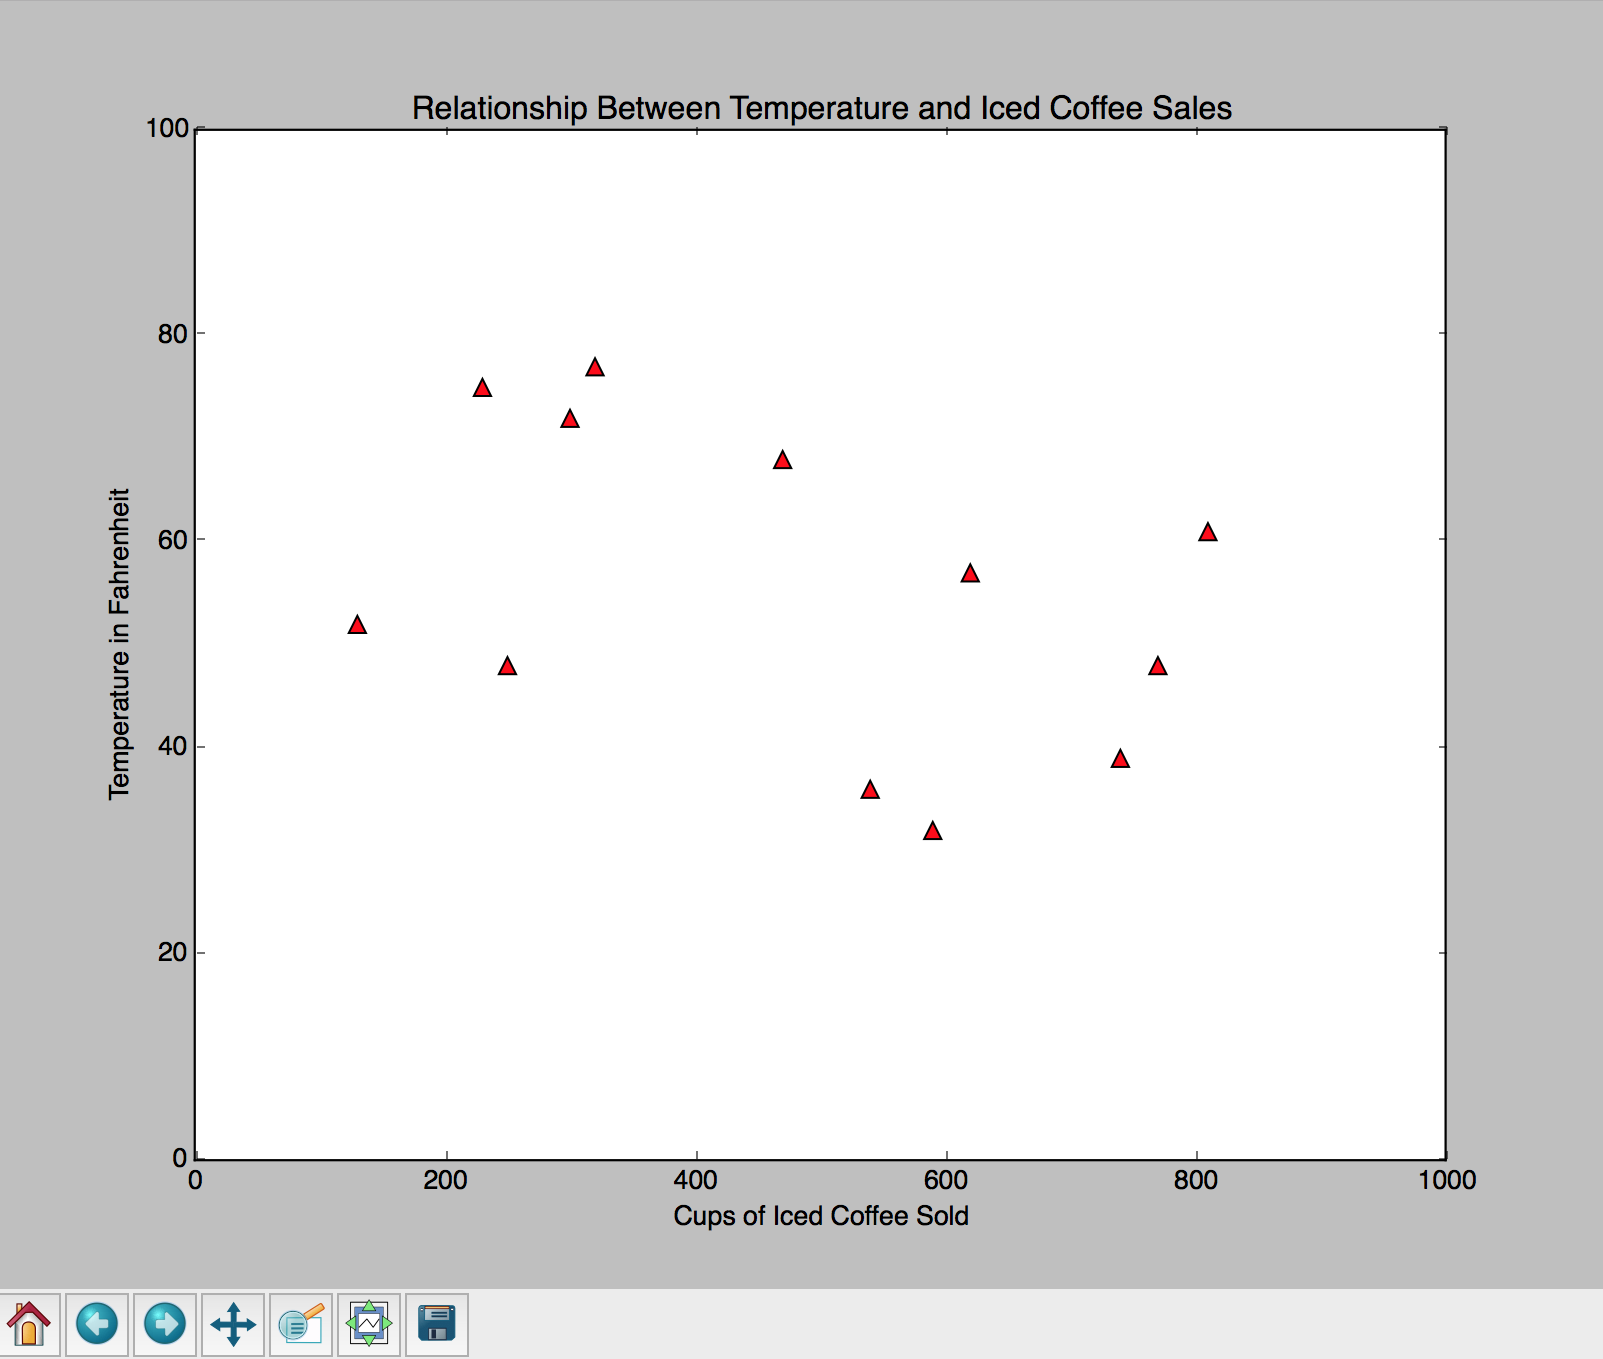 Relationship Between Temperature and Iced Coffee Sales
100
80
60
40
20
0
Temperature in Fahrenheit
0 200 400 600 800 1000
Cups of Iced Coffee Sold